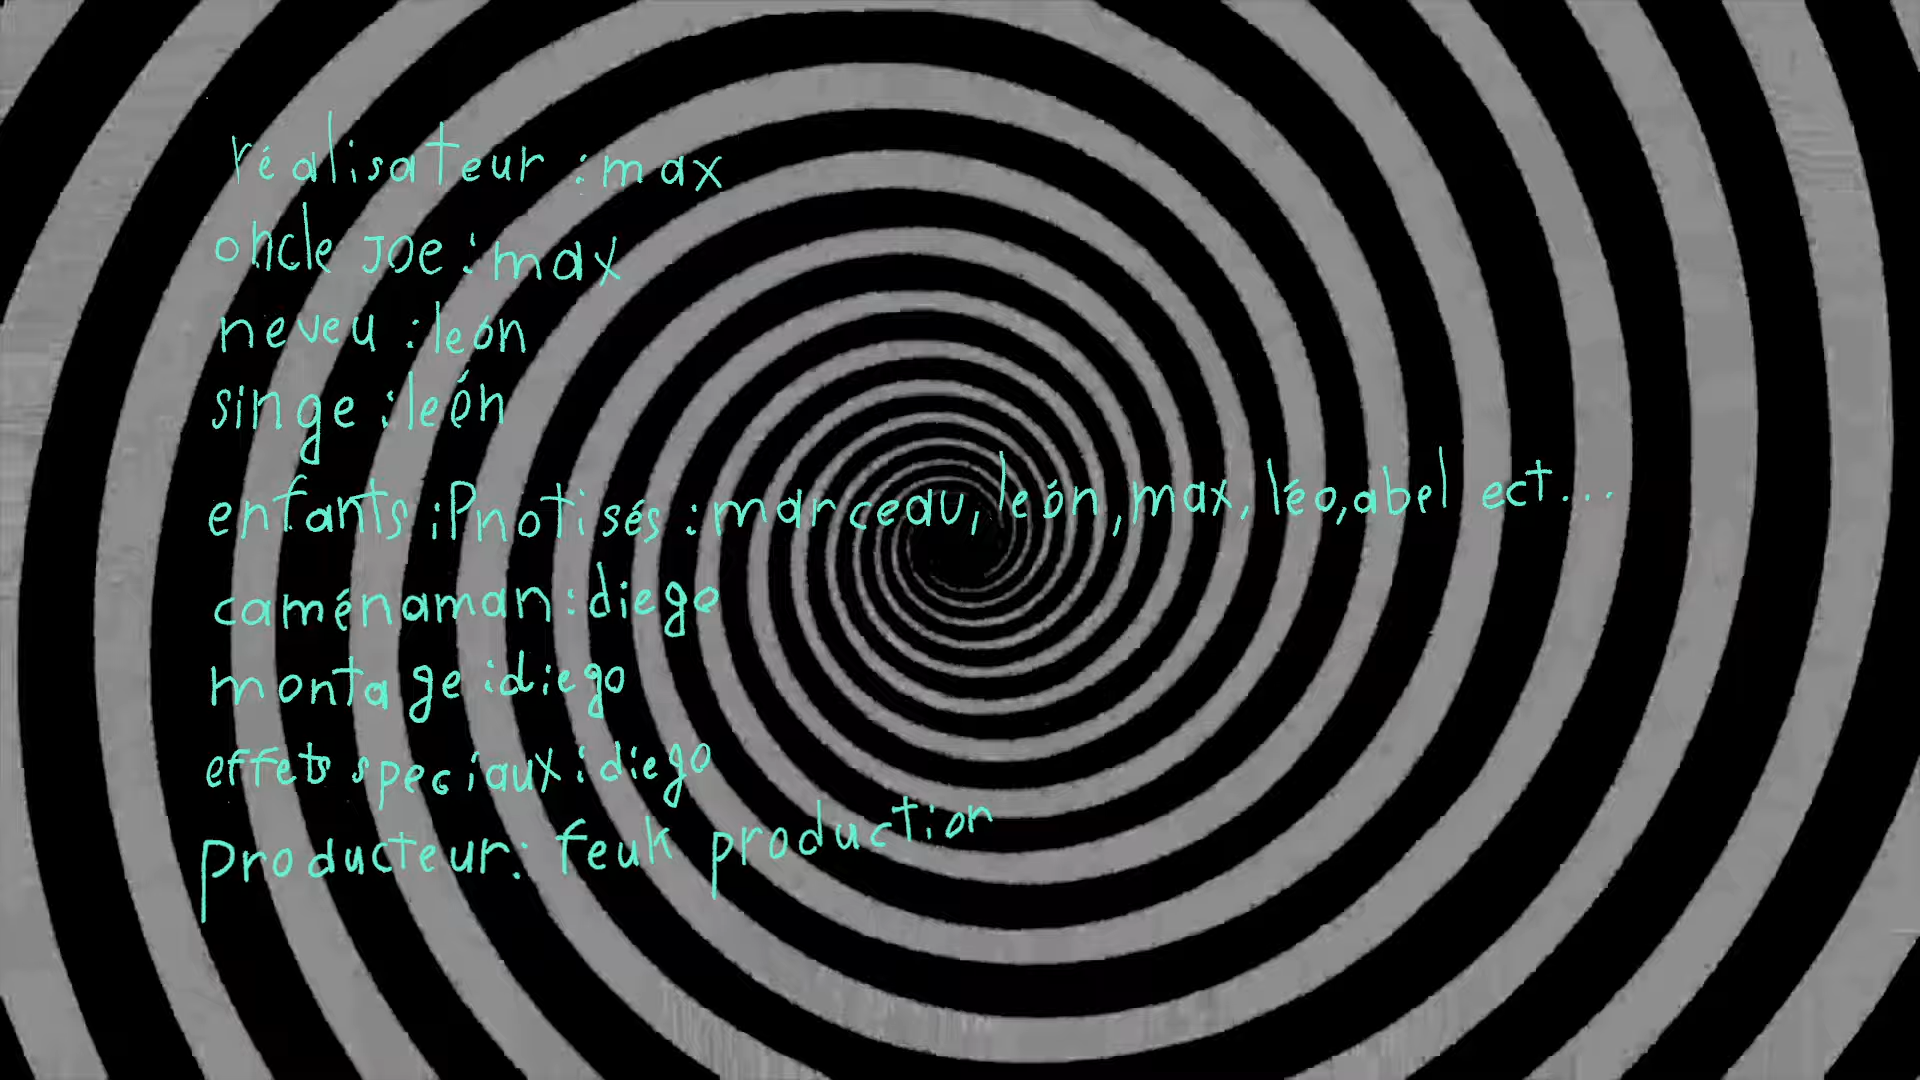 réalisateur : max
oncle JOE : max
neveu : león
singe : león
enfants ipnotisés : marceau, león, max, léo, abel ect...
caménaman : diego
montage : diego
effets speciaux : diego
Producteur : feuk production